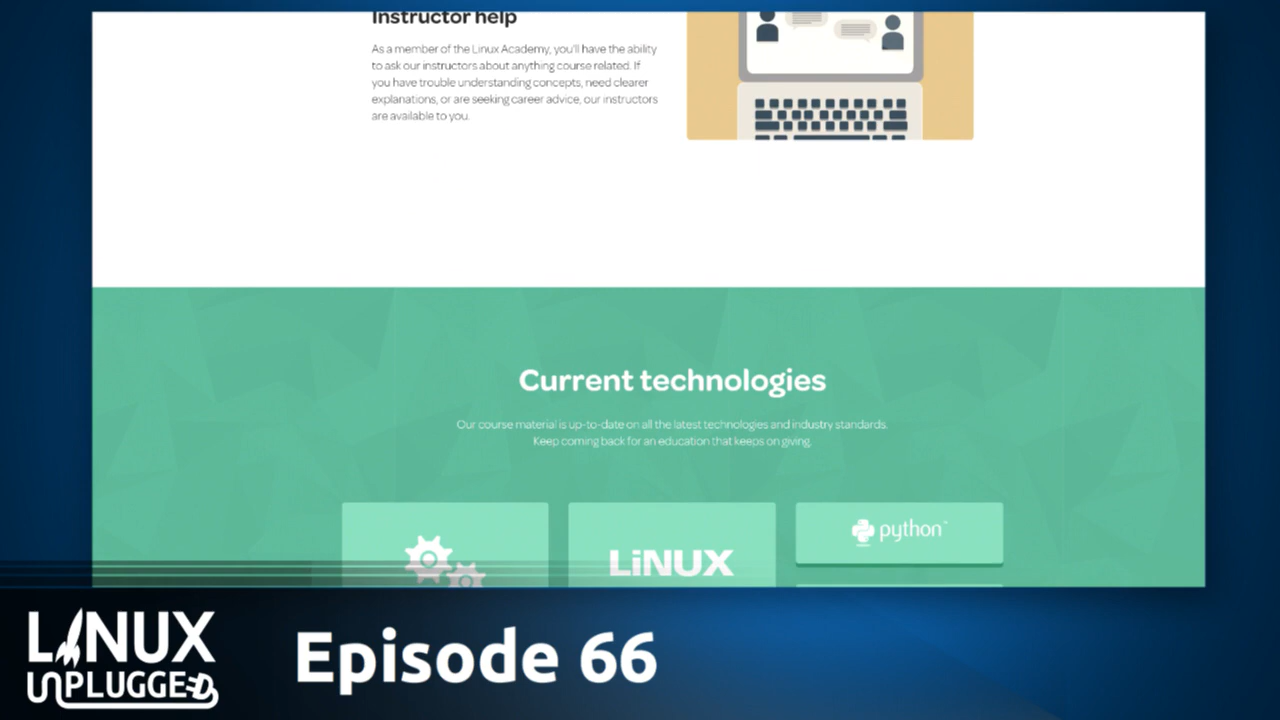 Instructor help
As a member of the Linux Academy, you'll have the ability
to ask our instructors about anything course related. If
you have trouble understanding concepts, need clearer
explanations, or are seeking career advice, our instructors
are available to you.
Current technologies
Our course material is up-to-date on all the latest technologies and industry standards.
Keep coming back for an education that keeps on giving.
LiNUX
python™
LINUX
UNPLUGGED
Episode 66